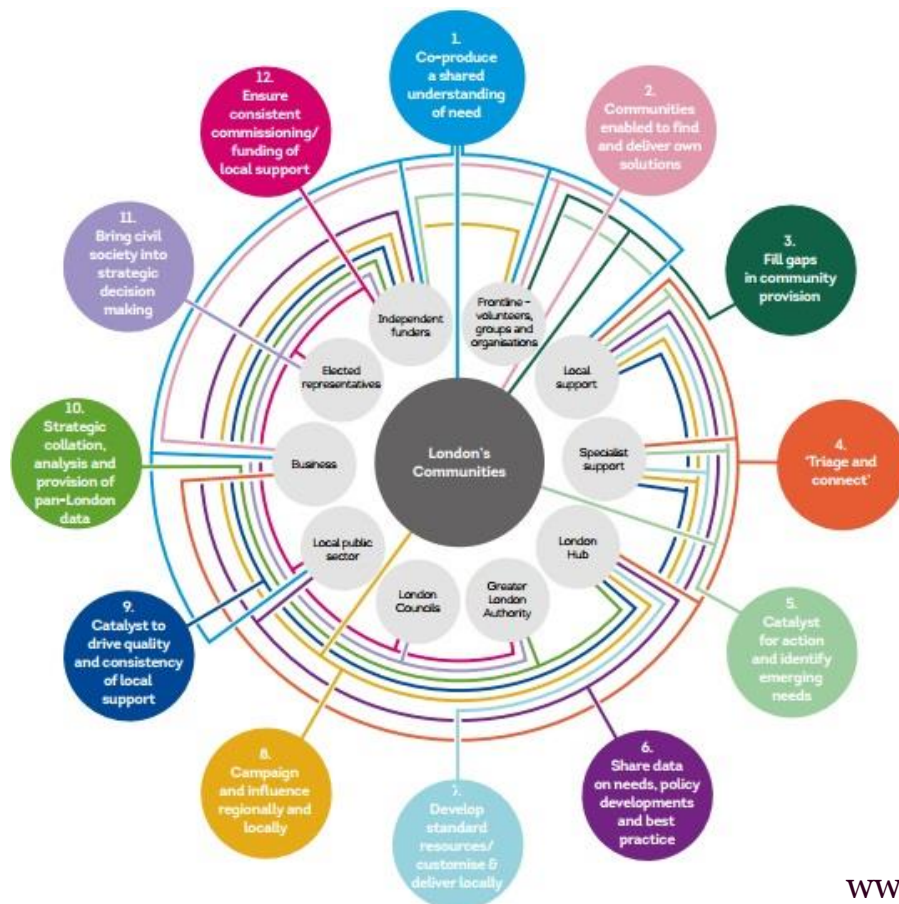 1.
Co-produce
a shared
understanding
of need
2.
Communities
enabled to find
and deliver own
solutions
3.
Fill gaps
in community
provision
4.
'Triage and
connect'
5.
Catalyst
for action
and identify
emerging
needs
6.
Share data
on needs, policy
developments
and best
practice
7.
Develop
standard
resources/
customise &
deliver locally
8.
Campaign
and influence
regionally and
locally
9.
Catalyst to
drive quality
and consistency
of local
support
10.
Strategic
collation,
analysis and
provision of
pan-London
data
11.
Bring civil
society into
strategic
decision
making
12.
Ensure
consistent
commissioning/
funding of
local support
Independent
funders
Frontline –
volunteers,
groups and
organisations
Local
support
Specialist
support
London
Hub
Greater
London
Authority
London
Councils
Local public
sector
Business
Elected
representatives
London's
Communities
ww